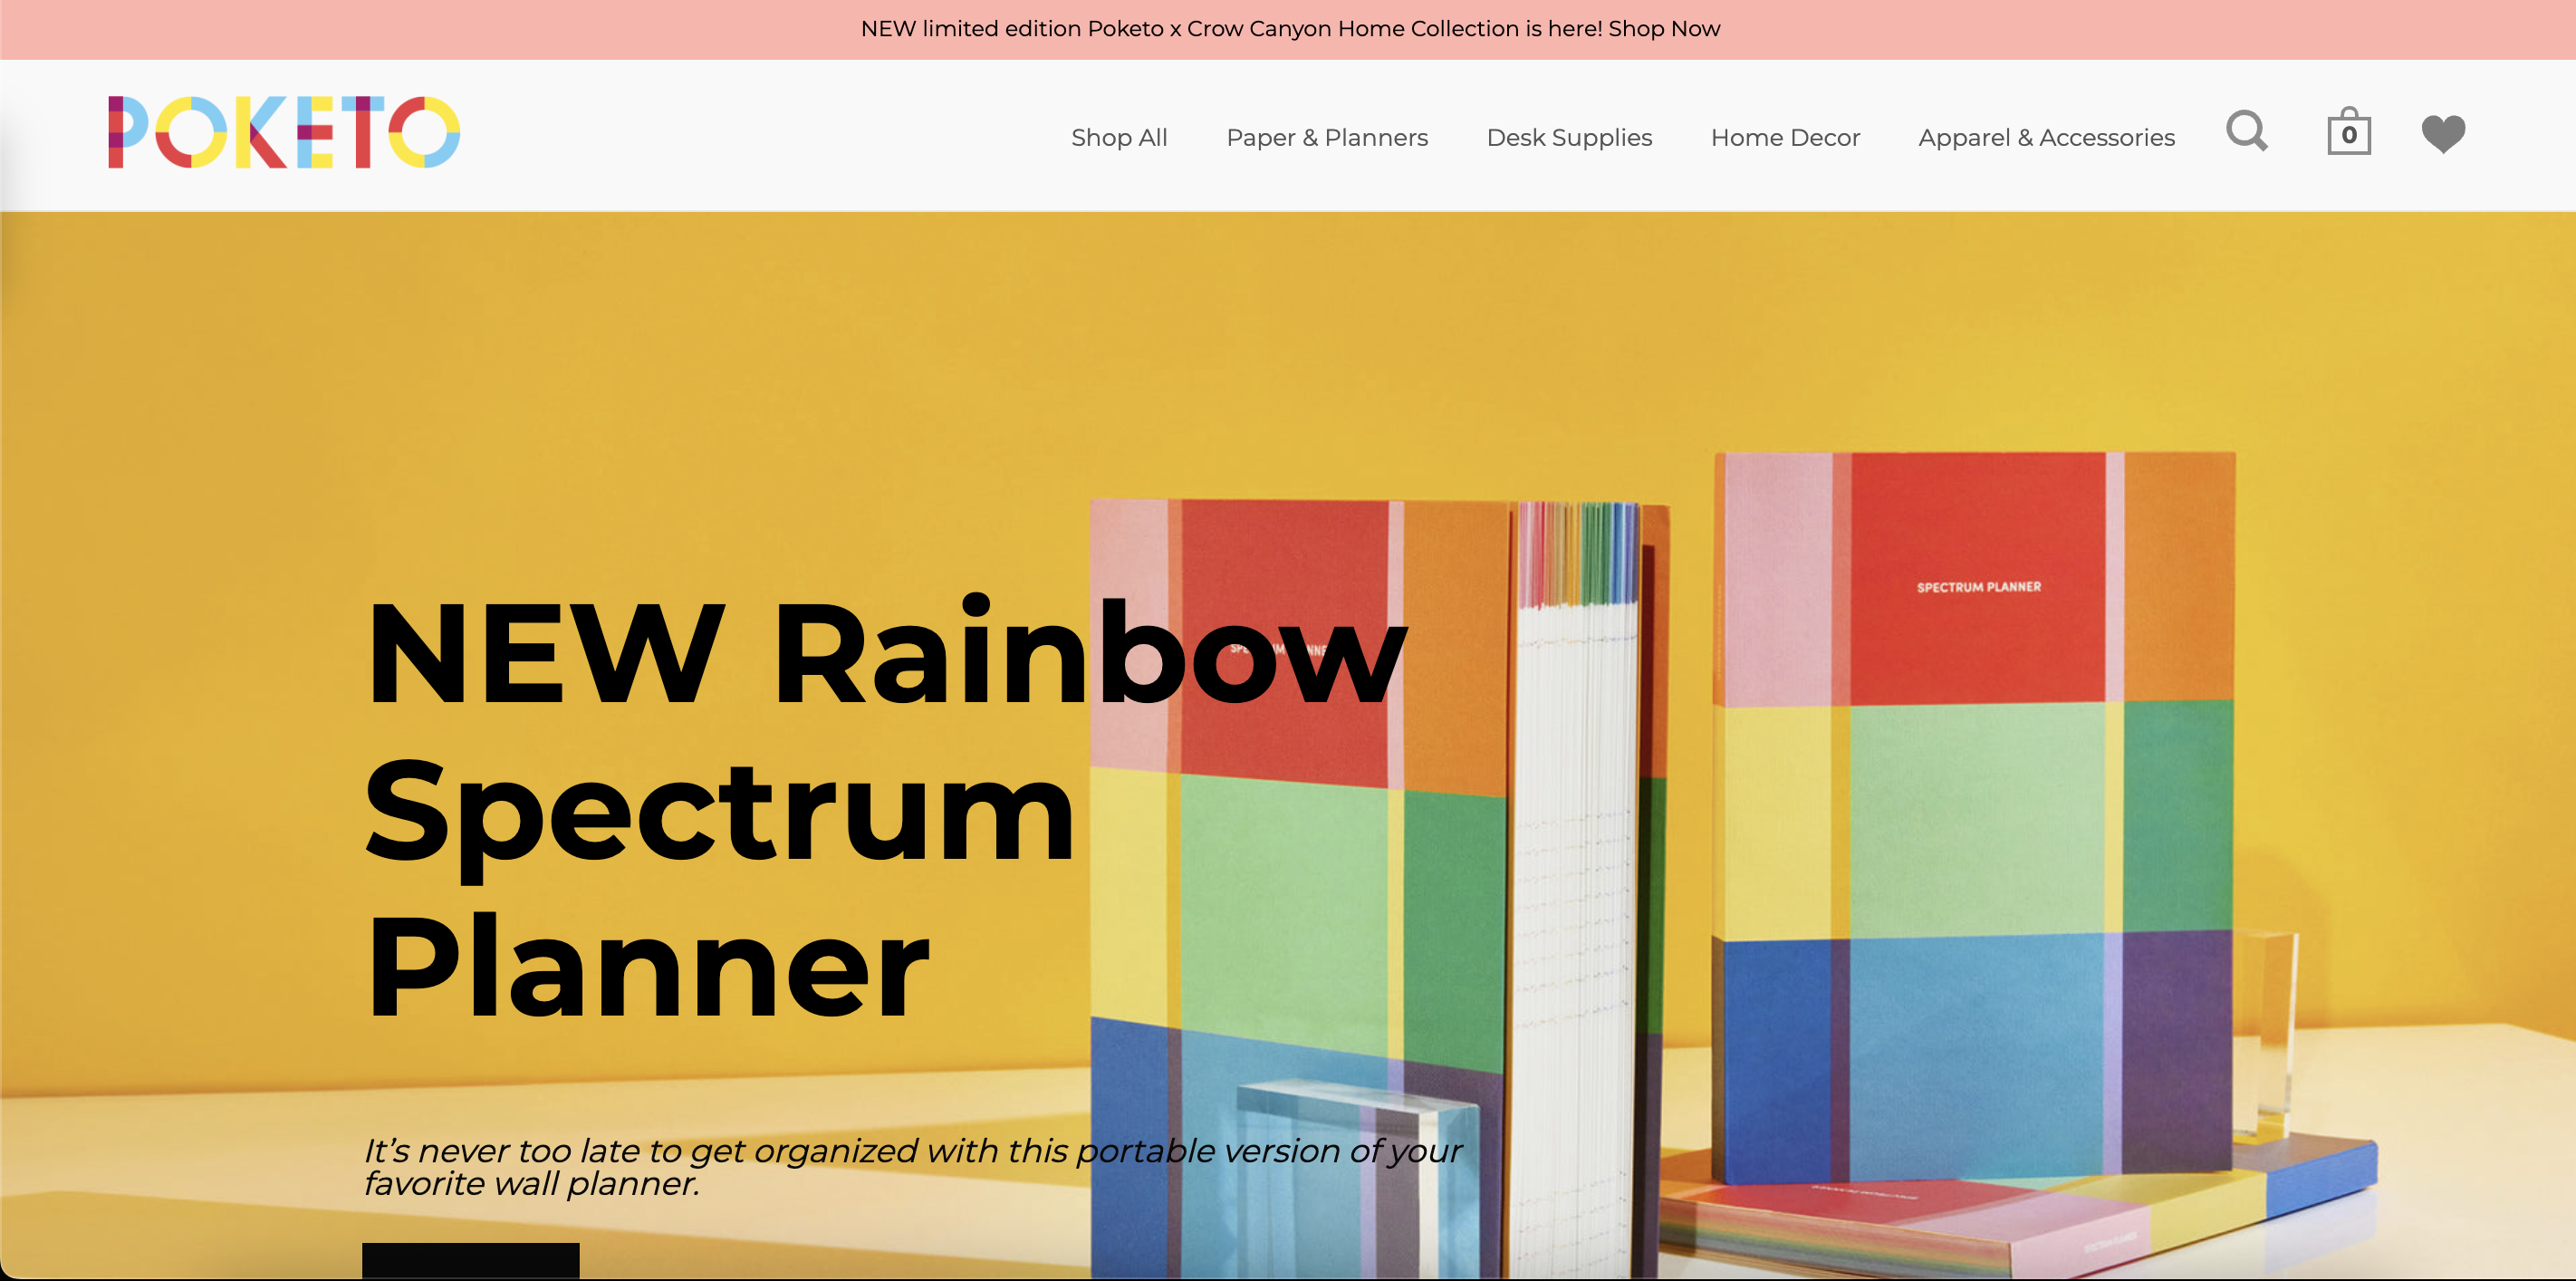 NEW limited edition Poketo x Crow Canyon Home Collection is here! Shop Now
POKETO
Shop All
Paper & Planners
Desk Supplies
Home Decor
Apparel & Accessories
0
SPECTRUM PLANNER
NEW Rainbow
Spectrum
Planner
It’s never too late to get organized with this portable version of your
favorite wall planner.